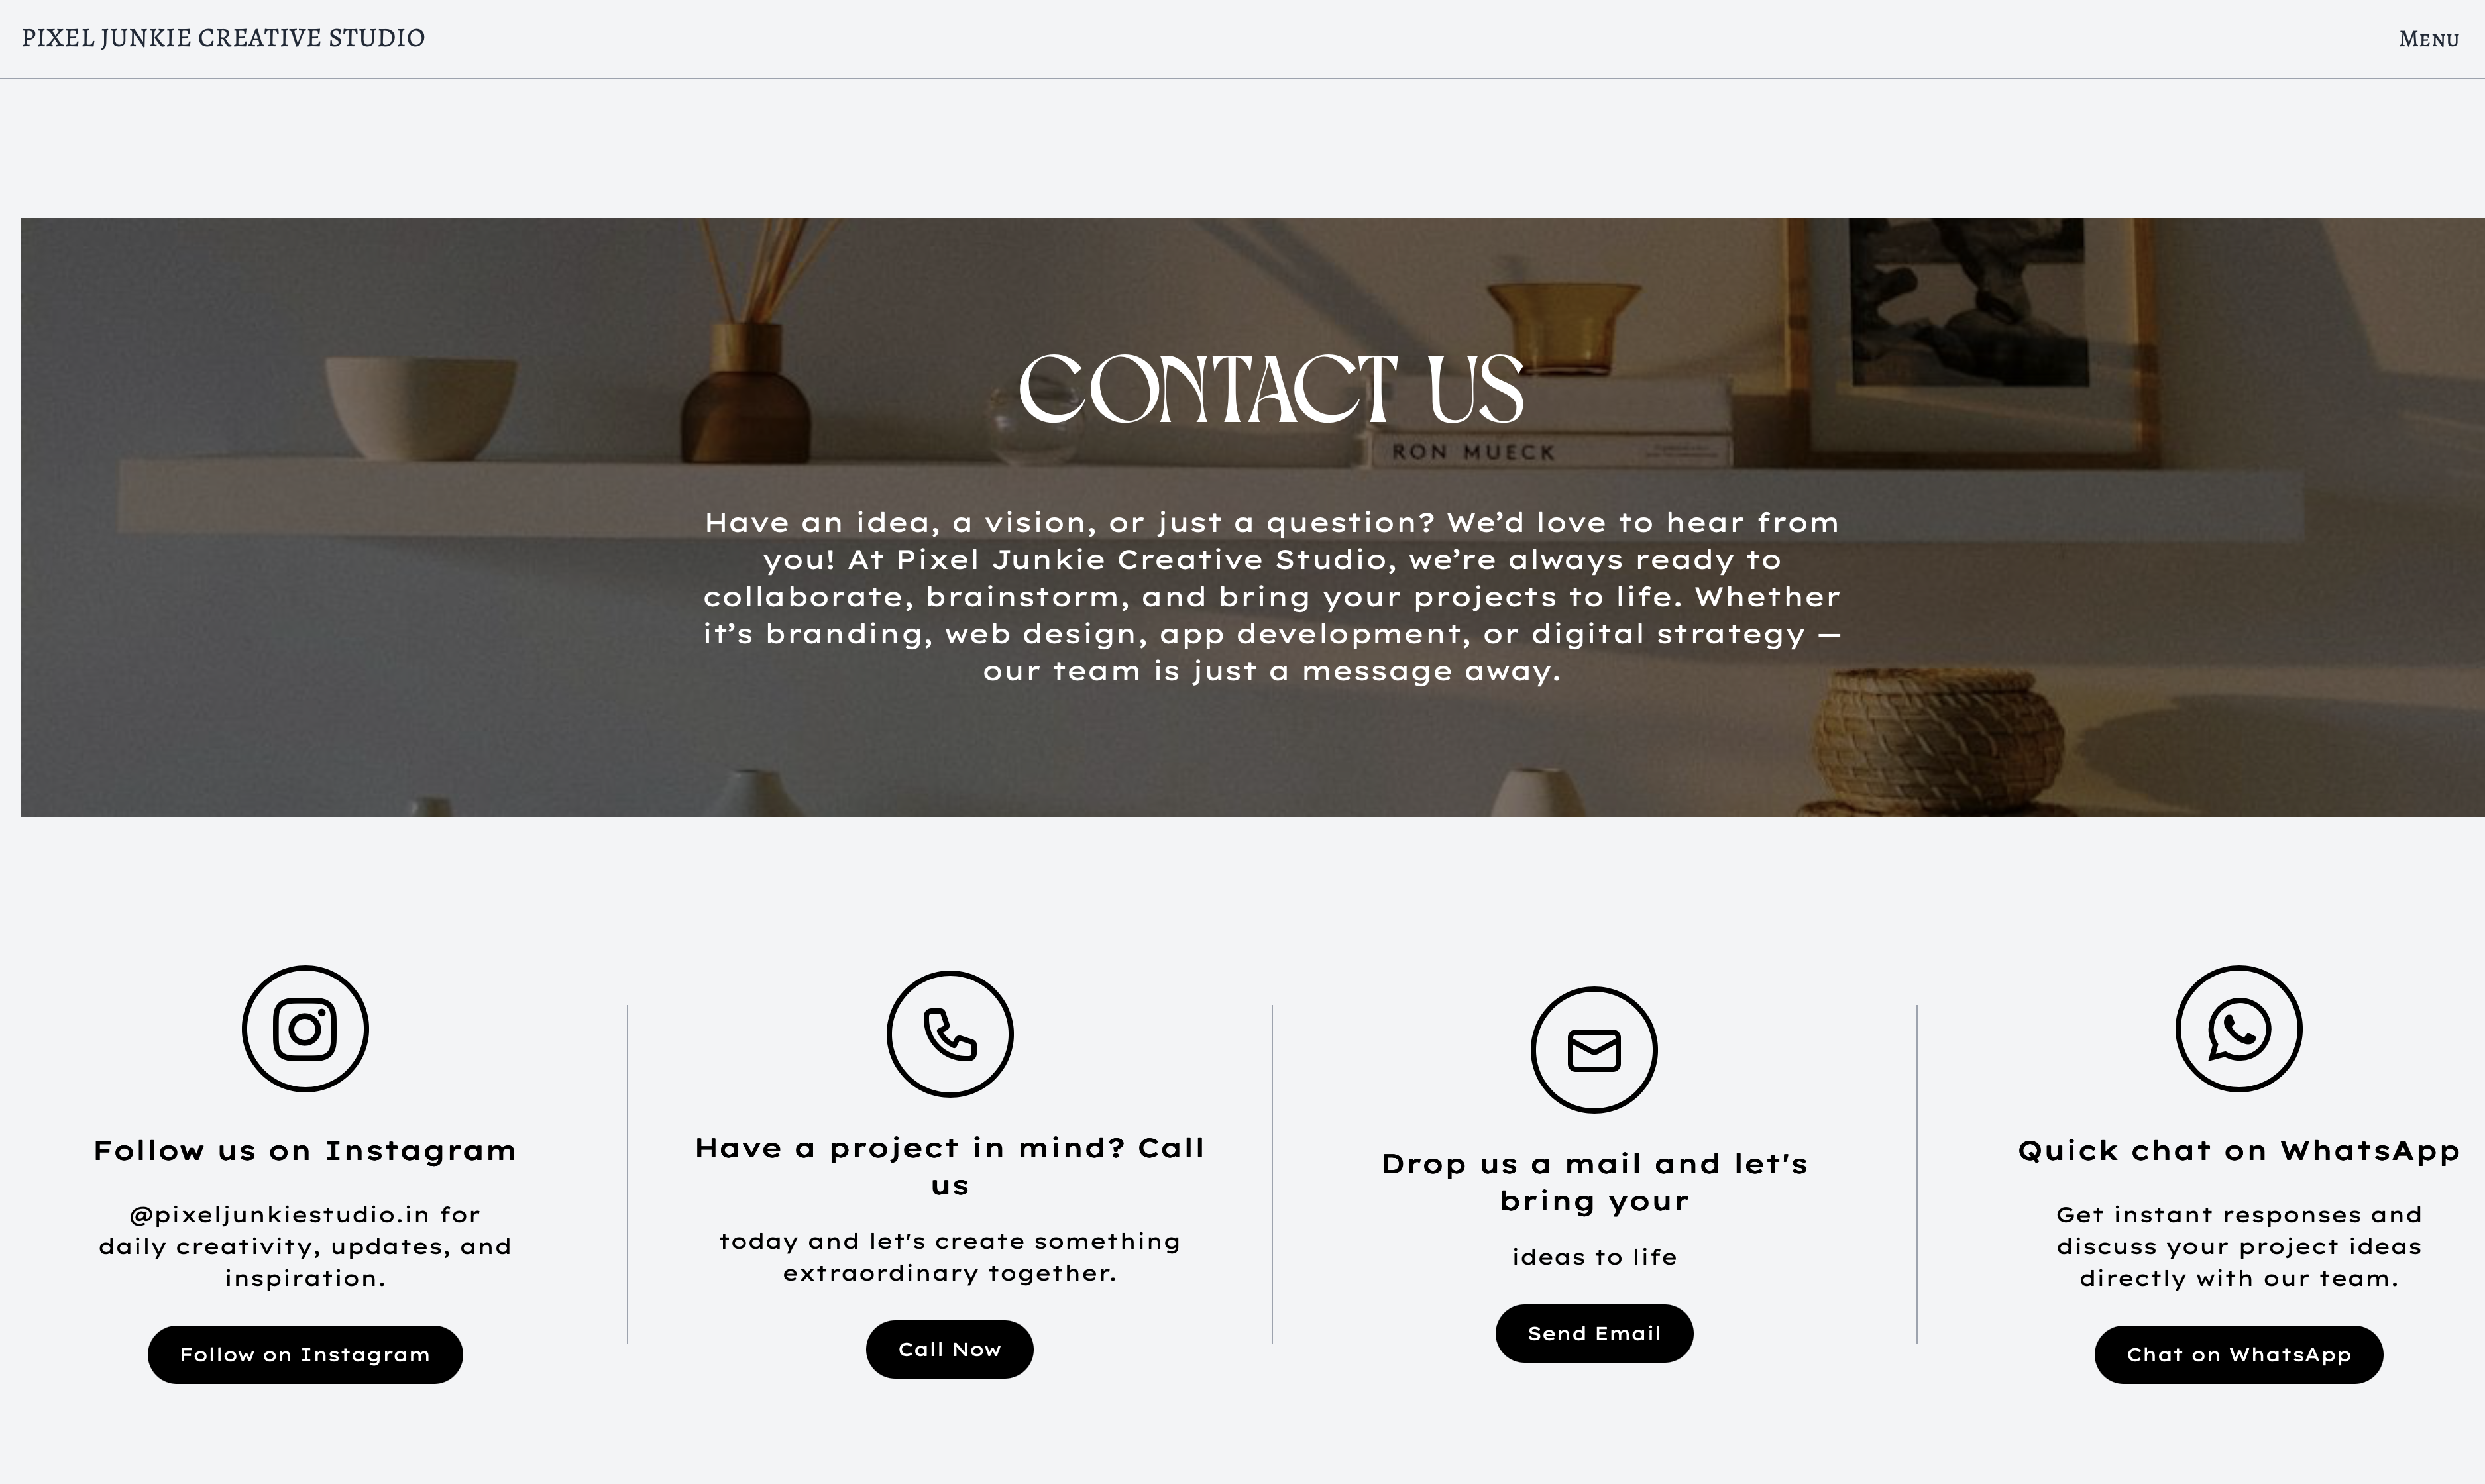 PIXEL JUNKIE CREATIVE STUDIO
Menu
CONTACT US
RON MUECK
Have an idea, a vision, or just a question? We’d love to hear from
you! At Pixel Junkie Creative Studio, we’re always ready to
collaborate, brainstorm, and bring your projects to life. Whether
it’s branding, web design, app development, or digital strategy —
our team is just a message away.
Follow us on Instagram
@pixeljunkiestudio.in for
daily creativity, updates, and
inspiration.
Follow on Instagram
Have a project in mind? Call
us
today and let's create something
extraordinary together.
Call Now
Drop us a mail and let's
bring your
ideas to life
Send Email
Quick chat on WhatsApp
Get instant responses and
discuss your project ideas
directly with our team.
Chat on WhatsApp